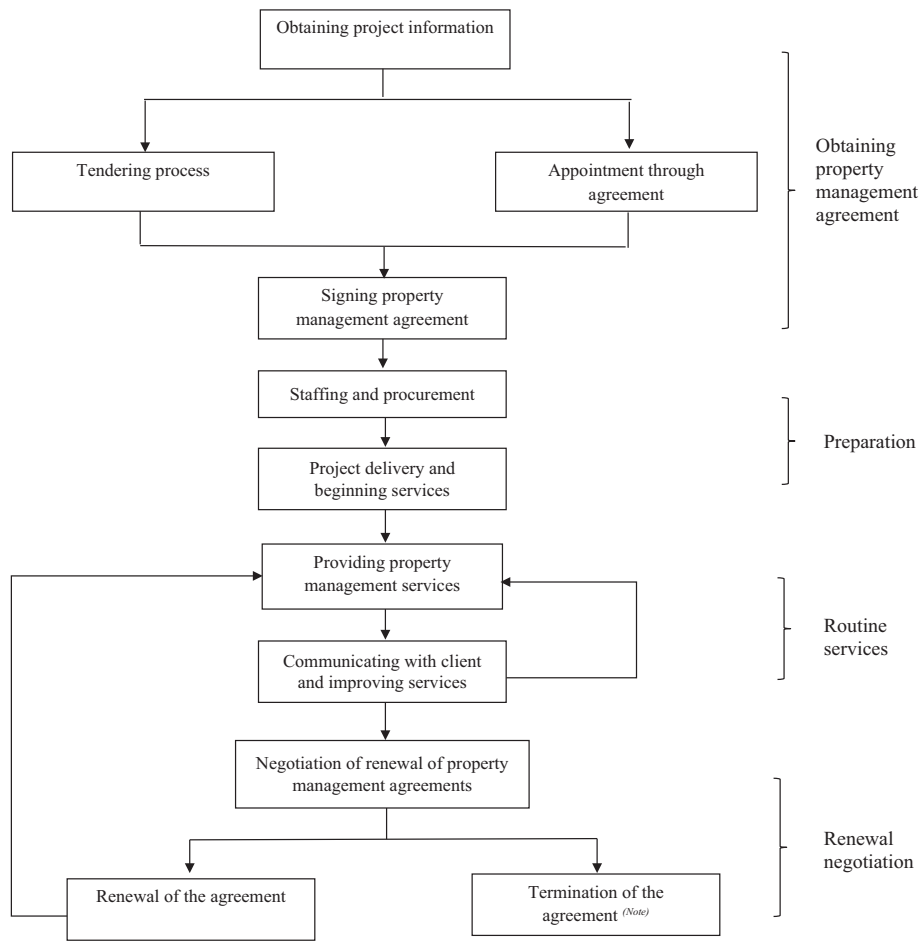 Obtaining project information
Tendering process
Appointment through
agreement
Obtaining
property
management
agreement
Signing property
management agreement
Staffing and procurement
Project delivery and
beginning services
Preparation
Providing property
management services
Communicating with client
and improving services
Routine
services
Negotiation of renewal of property
management agreements
Renewal of the agreement
Termination of the
agreement (Note)
Renewal
negotiation